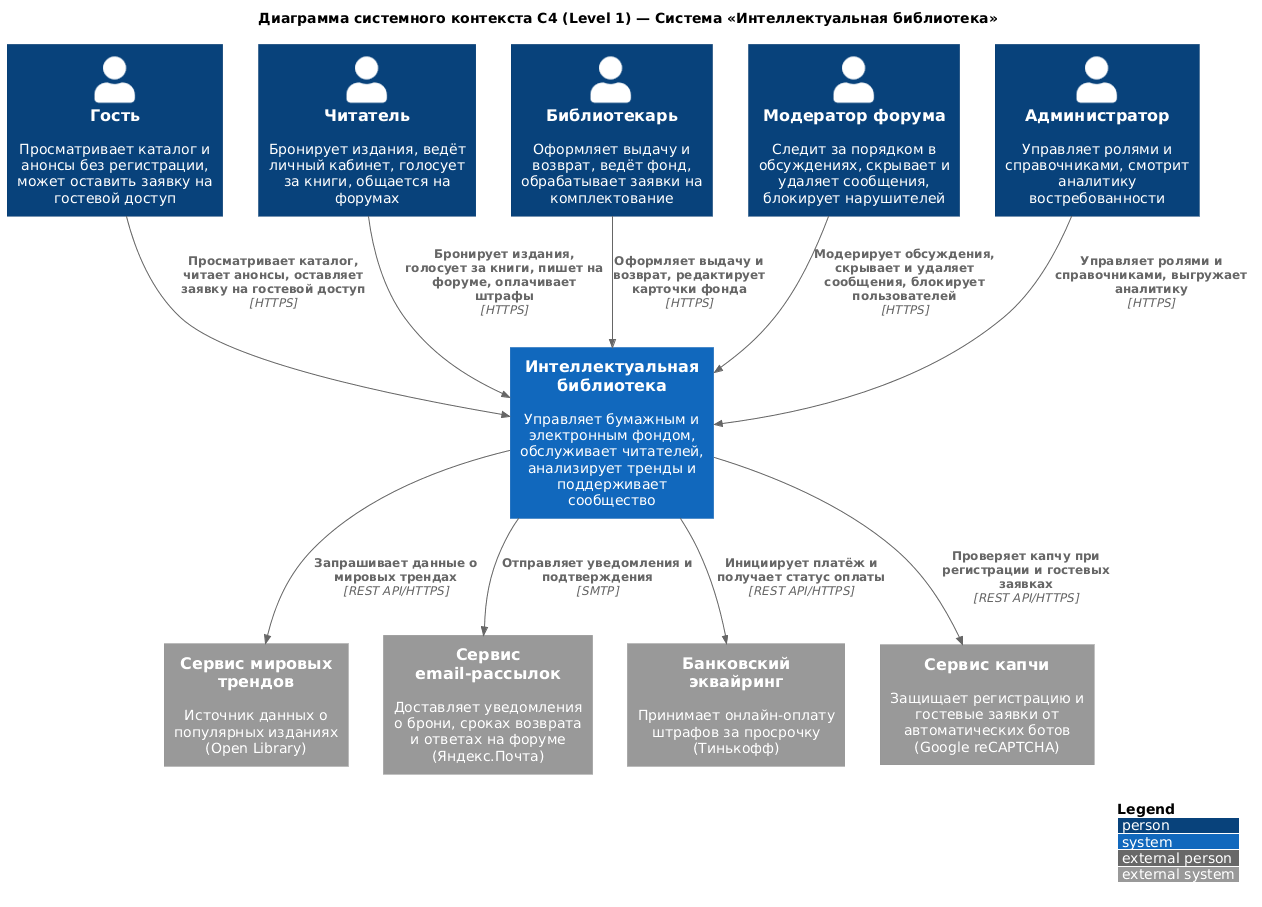 Диаграмма системного контекста C4 (Level 1) — Система «Интеллектуальная библиотека»
Гость
Просматривает каталог и
анонсы без регистрации,
может оставить заявку на
гостевой доступ
Читатель
Бронирует издания, ведёт
личный кабинет, голосует
за книги, общается на
форумах
Библиотекарь
Оформляет выдачу и
возврат, ведёт фонд,
обрабатывает заявки на
комплектование
Модератор форума
Следит за порядком в
обсуждениях, скрывает и
удаляет сообщения,
блокирует нарушителей
Администратор
Управляет ролями и
справочниками, смотрит
аналитику
востребованности
Просматривает каталог,
читает анонсы, оставляет
заявку на гостевой доступ
[HTTPS]
Бронирует издания,
голосует за книги, пишет на
форуме, оплачивает
штрафы
[HTTPS]
Оформляет выдачу и
возврат, редактирует
карточки фонда
[HTTPS]
Модерирует обсуждения,
скрывает и удаляет
сообщения, блокирует
пользователей
[HTTPS]
Управляет ролями и
справочниками, выгружает
аналитику
[HTTPS]
Интеллектуальная
библиотека
Управляет бумажным и
электронным фондом,
обслуживает читателей,
анализирует тренды и
поддерживает
сообщество
Запрашивает данные о
мировых трендах
[REST API/HTTPS]
Отправляет уведомления и
подтверждения
[SMTP]
Инициирует платёж и
получает статус оплаты
[REST API/HTTPS]
Проверяет капчу при
регистрации и гостевых
заявках
[REST API/HTTPS]
Сервис мировых
трендов
Источник данных о
популярных изданиях
(Open Library)
Сервис
email-рассылок
Доставляет уведомления
о брони, сроках возврата
и ответах на форуме
(Яндекс.Почта)
Банковский
эквайринг
Принимает онлайн-оплату
штрафов за просрочку
(Тинькофф)
Сервис капчи
Защищает регистрацию и
гостевые заявки от
автоматических ботов
(Google reCAPTCHA)
Legend
person
system
external person
external system